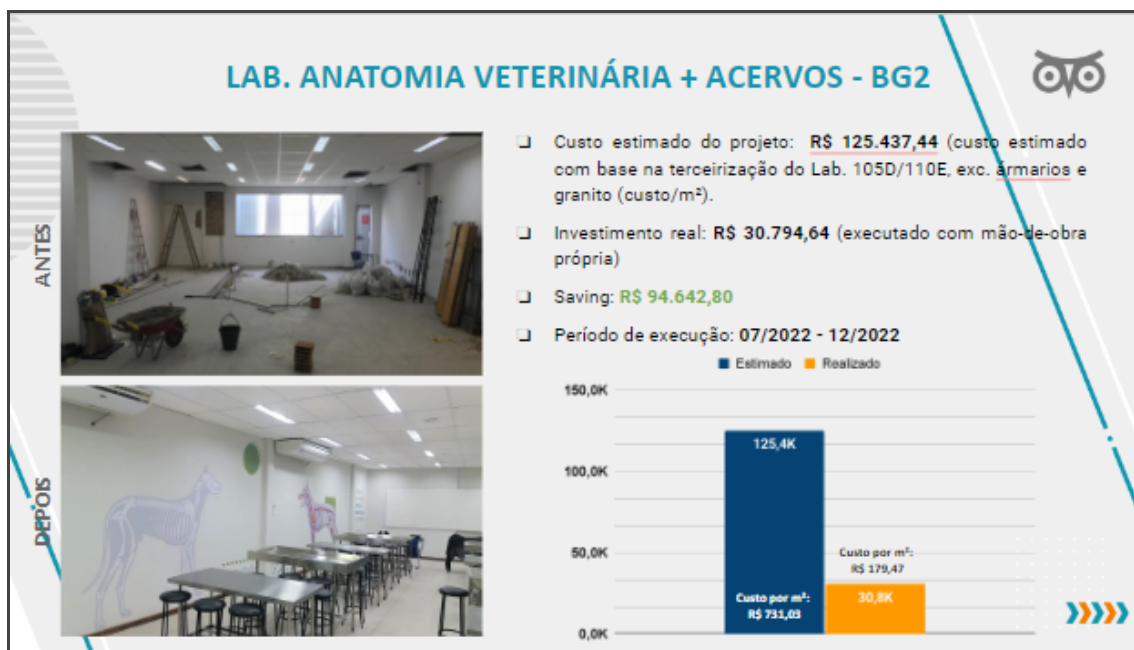 LAB. ANATOMIA VETERINÁRIA + ACERVOS - BG2
ANTES
DEPOIS
❑ Custo estimado do projeto: R$ 125.437,44 (custo estimado
com base na terceirização do Lab. 105D/110E, exc. ármarios e
granito (custo/m²).
❑ Investimento real: R$ 30.794,64 (executado com mão-de-obra
própria)
❑ Saving: R$ 94.642,80
❑ Período de execução: 07/2022 - 12/2022
Estimado Realizado
150,0K
125,4K
100,0K
50,0K
Custo por m²:
R$ 179,47
Custo por m²:
R$ 731,03
30,8K
0,0K